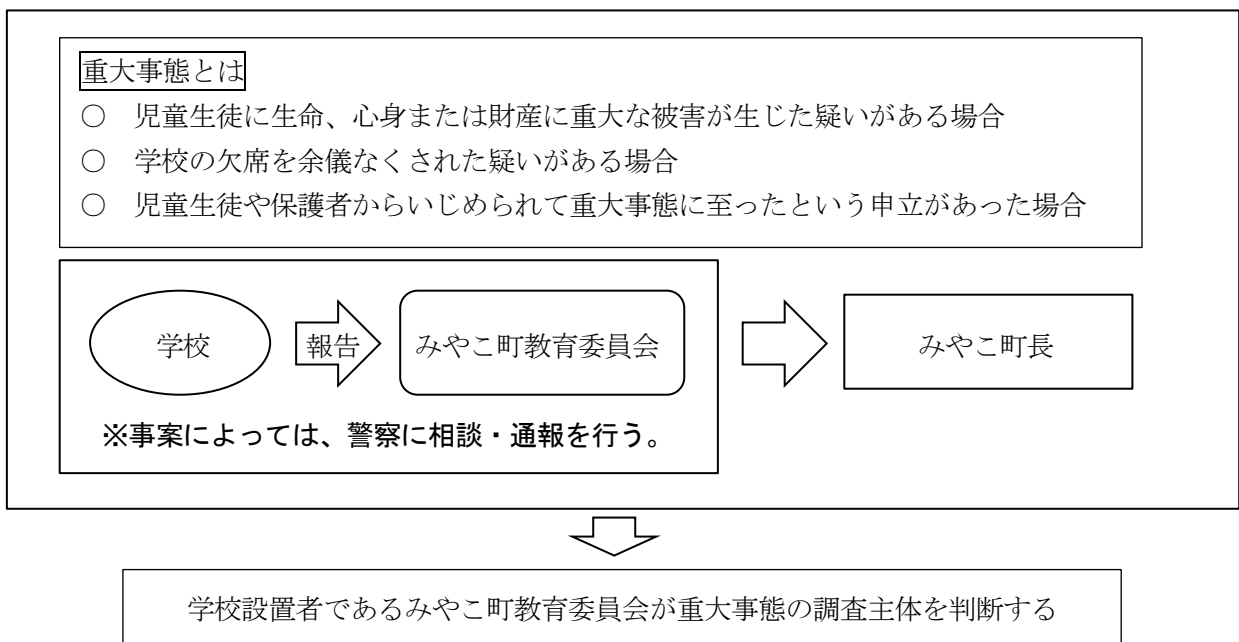 重大事態とは
○ 児童生徒に生命、心身または財産に重大な被害が生じた疑いがある場合
○ 学校の欠席を余儀なくされた疑いがある場合
○ 児童生徒や保護者からいじめられて重大事態に至ったという申立があった場合
学校
報告
みやこ町教育委員会
みやこ町長
※事案によっては、警察に相談・通報を行う。
学校設置者であるみやこ町教育委員会が重大事態の調査主体を判断する